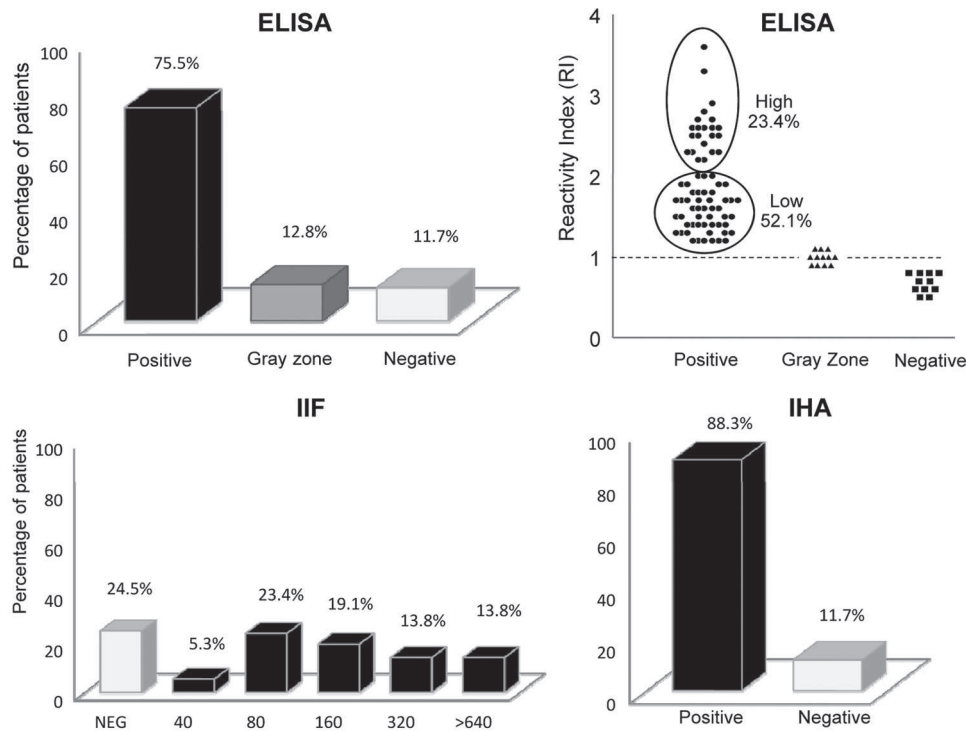 ELISA
Percentage of patients
100
80
60
40
20
0
75.5%
12.8%
11.7%
Positive Gray zone Negative
ELISA
Reactivity Index (RI)
4
3
2
1
0
High
23.4%
Low
52.1%
Positive Gray Zone Negative
IIF
Percentage of patients
100
80
60
40
20
0
24.5%
5.3%
23.4%
19.1%
13.8%
13.8%
NEG 40 80 160 320 >640
IHA
100
80
60
40
20
0
88.3%
11.7%
Positive Negative